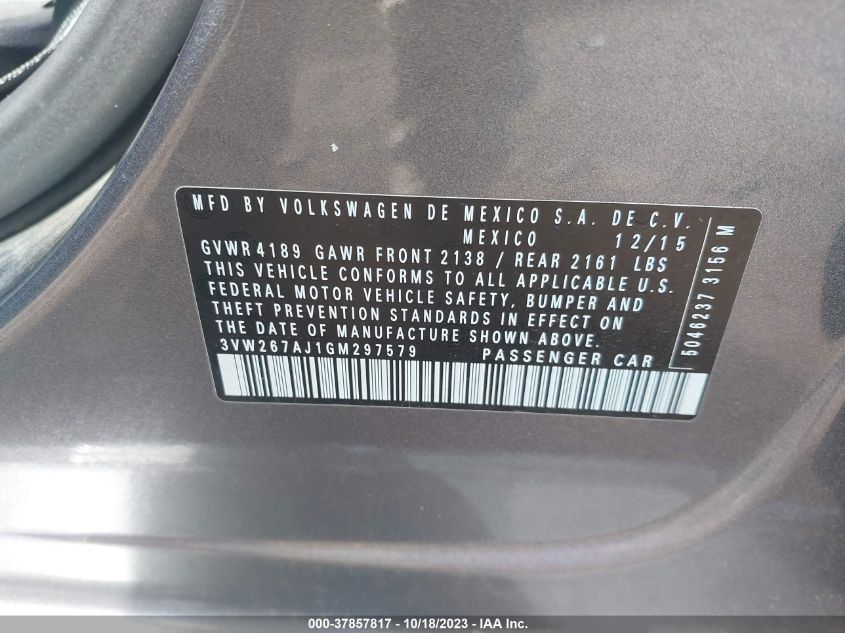 MFD BY VOLKSWAGEN DE MEXICO S.A. DE C.V.
MEXICO 12/15
GVWR 4189 GAWR FRONT 2138 / REAR 2161 LBS
THIS VEHICLE CONFORMS TO ALL APPLICABLE U.S.
FEDERAL MOTOR VEHICLE SAFETY, BUMPER AND
THEFT PREVENTION STANDARDS IN EFFECT ON
THE DATE OF MANUFACTURE SHOWN ABOVE.
3VW267AJ1GM297579 PASSENGER CAR
5046237 3156 M
000-37857817 - 10/18/2023 - IAA Inc.